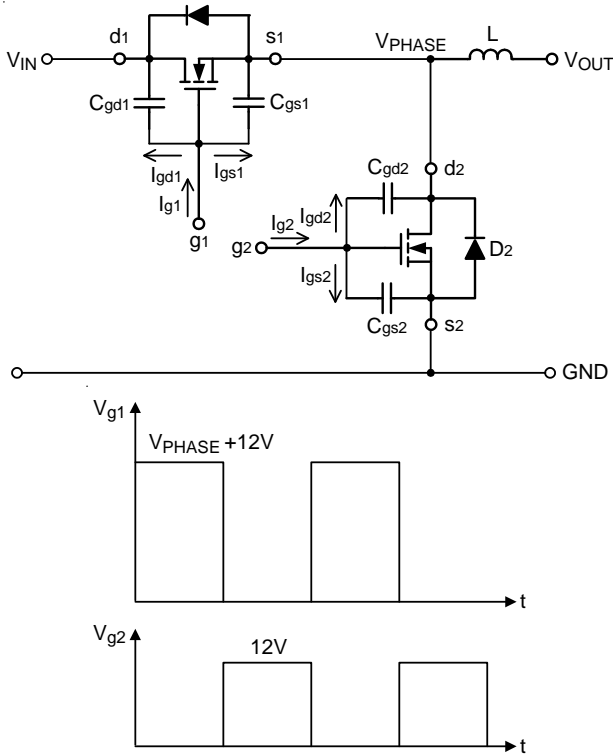 d1
s1
VIN
VPHASE
L
VOUT
Cgd1
Cgs1
Igd1
Igs1
Ig1
g1
Cgd2
d2
Igd2
Ig2
g2
D2
Igs2
Cgs2
s2
GND
Vg1
VPHASE +12V
t
Vg2
12V
t